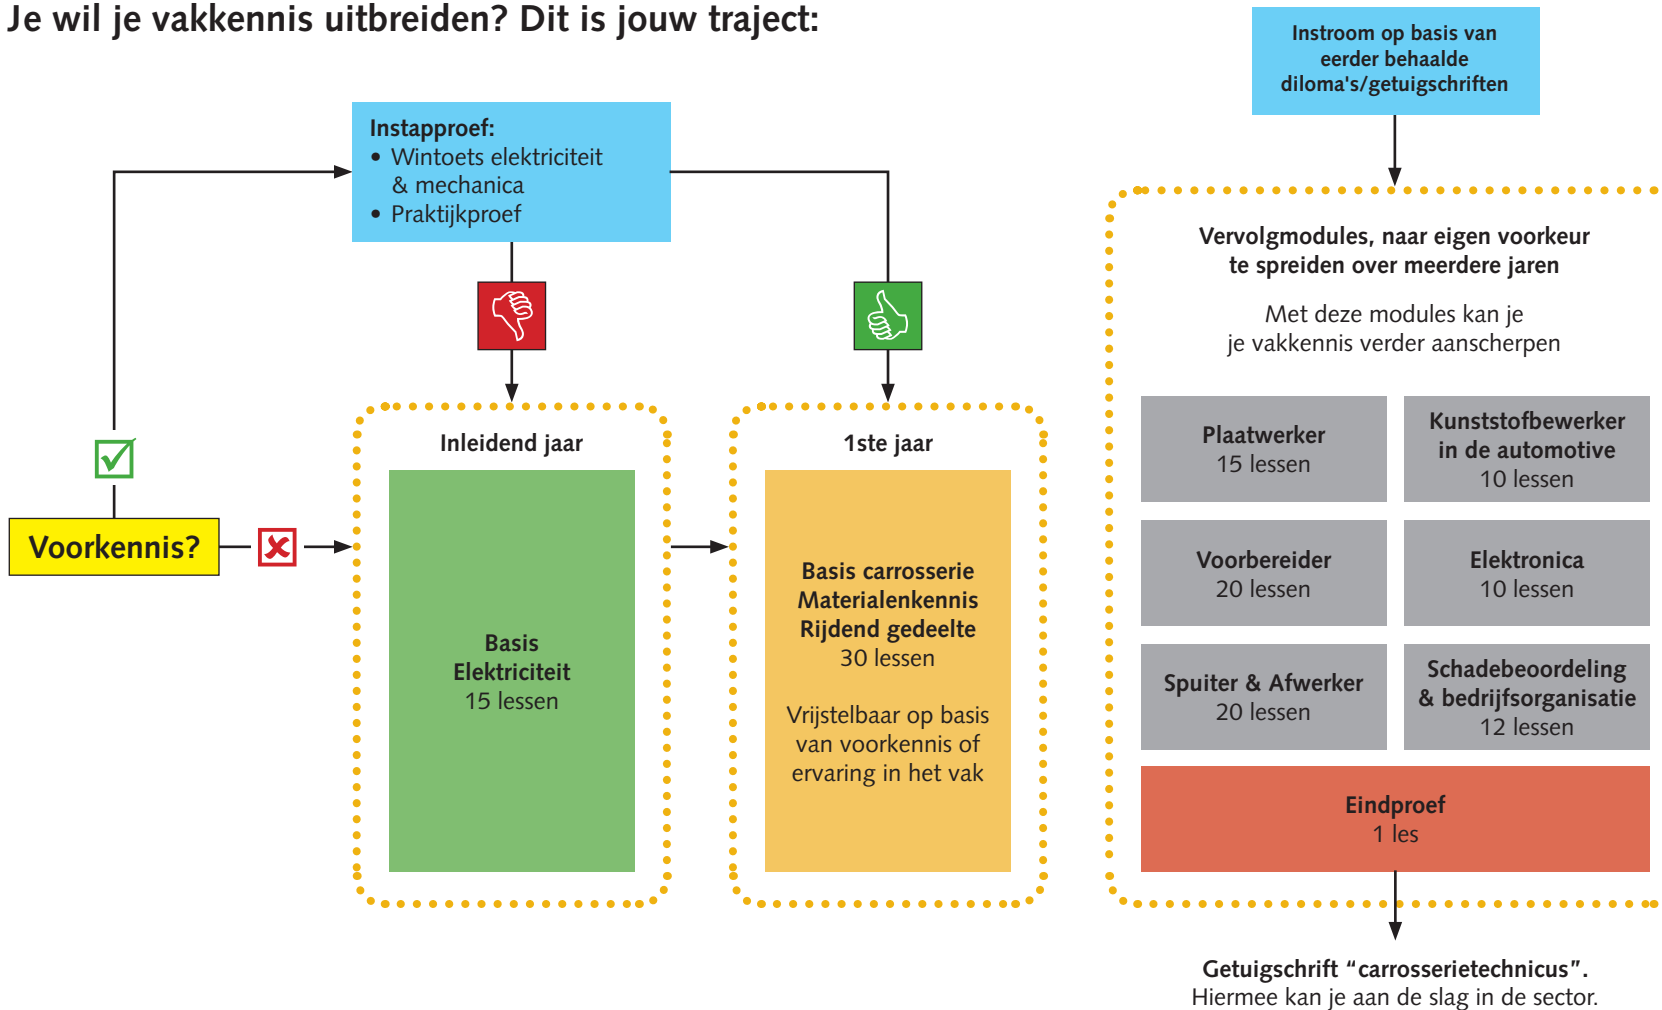 Je wil je vakkennis uitbreiden? Dit is jouw traject:
Instapproef:
• Wintoets elektriciteit
& mechanica
• Praktijkproef
Voorkennis?
Inleidend jaar
Basis
Elektriciteit
15 lessen
1ste jaar
Basis carrosserie
Materialenkennis
Rijdend gedeelte
30 lessen
Vrijstelbaar op basis
van voorkennis of
ervaring in het vak
Instroom op basis van
eerder behaalde
diloma's/getuigschriften
Vervolgmodules, naar eigen voorkeur
te spreiden over meerdere jaren
Met deze modules kan je
je vakkennis verder aanscherpen
Plaatwerker
15 lessen
Kunststofbewerker
in de automotive
10 lessen
Voorbereider
20 lessen
Elektronica
10 lessen
Spuiter & Afwerker
20 lessen
Schadebeoordeling
& bedrijfsorganisatie
12 lessen
Eindproef
1 les
Getuigschrift “carrosserietechnicus”.
Hiermee kan je aan de slag in de sector.